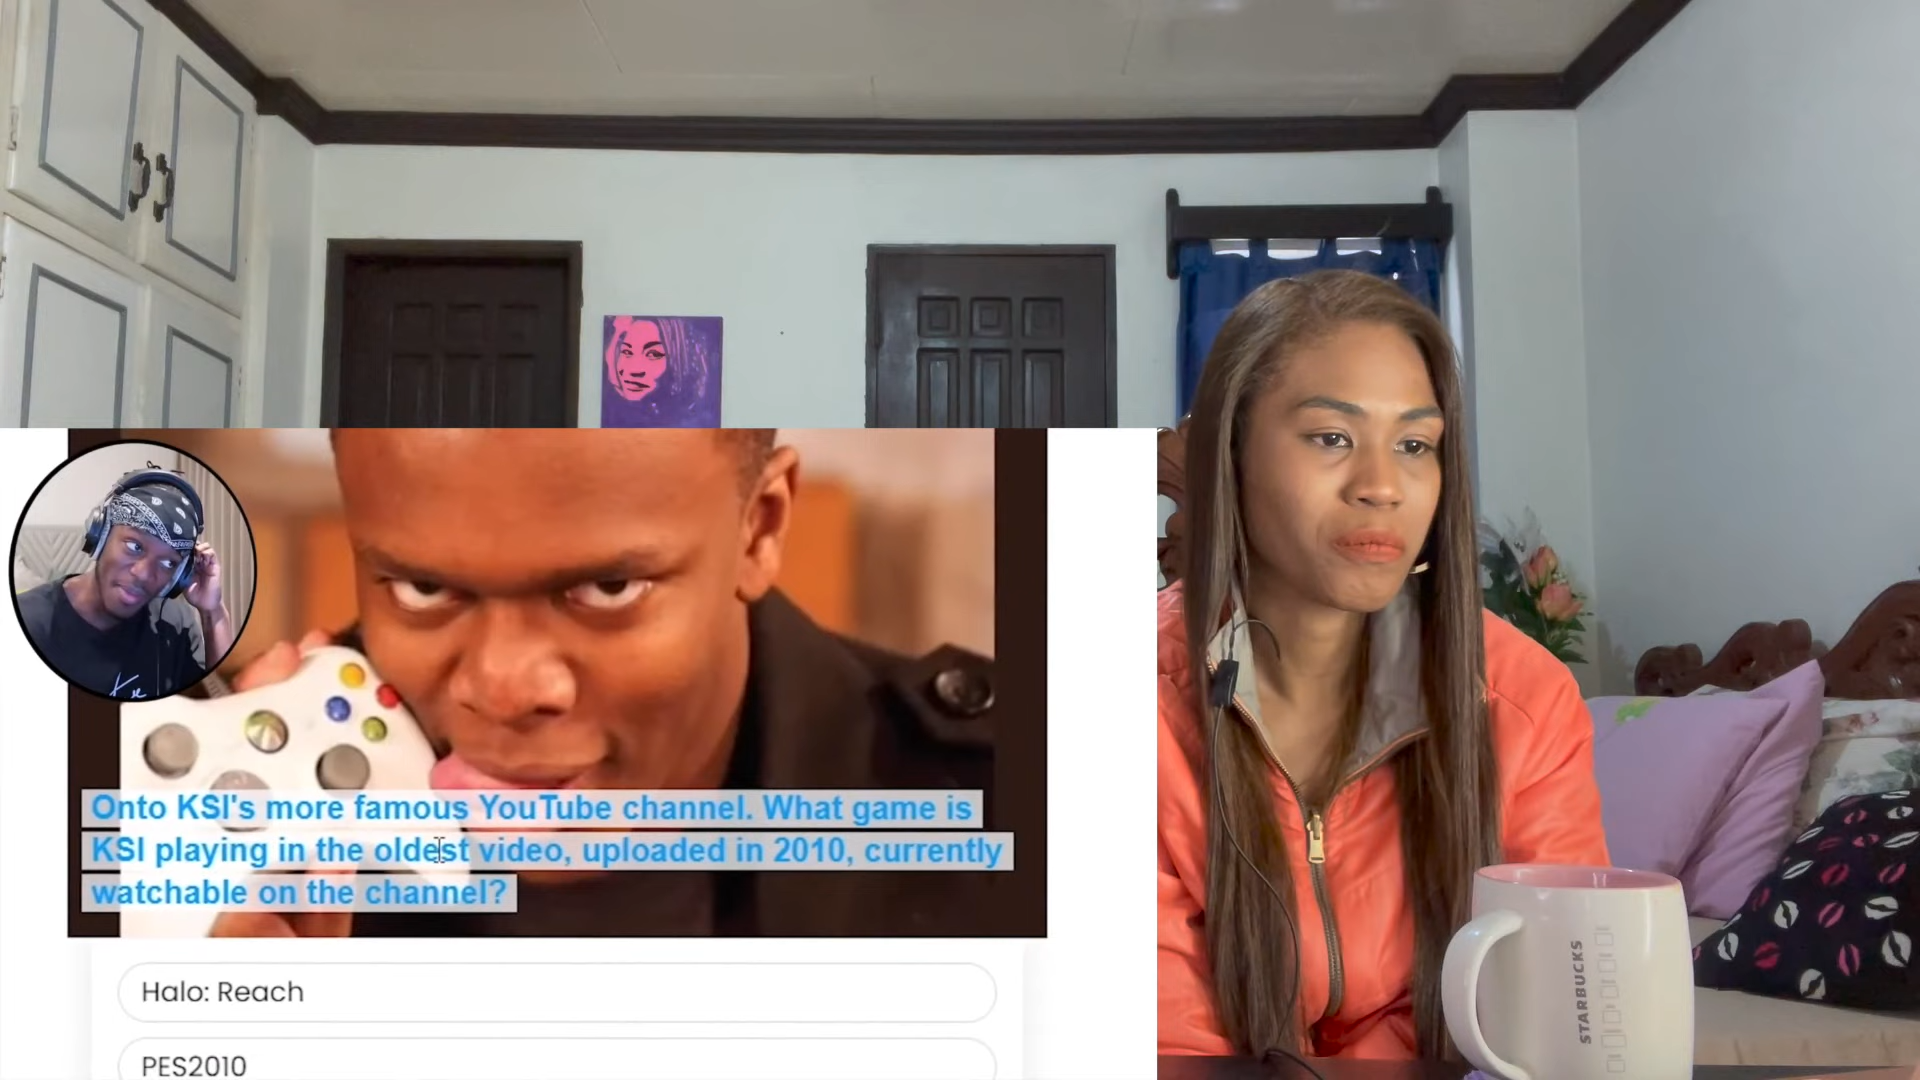 Onto KSI's more famous YouTube channel. What game is
KSI playing in the oldest video, uploaded in 2010, currently
watchable on the channel?
Halo: Reach
PES2010
STARBUCKS